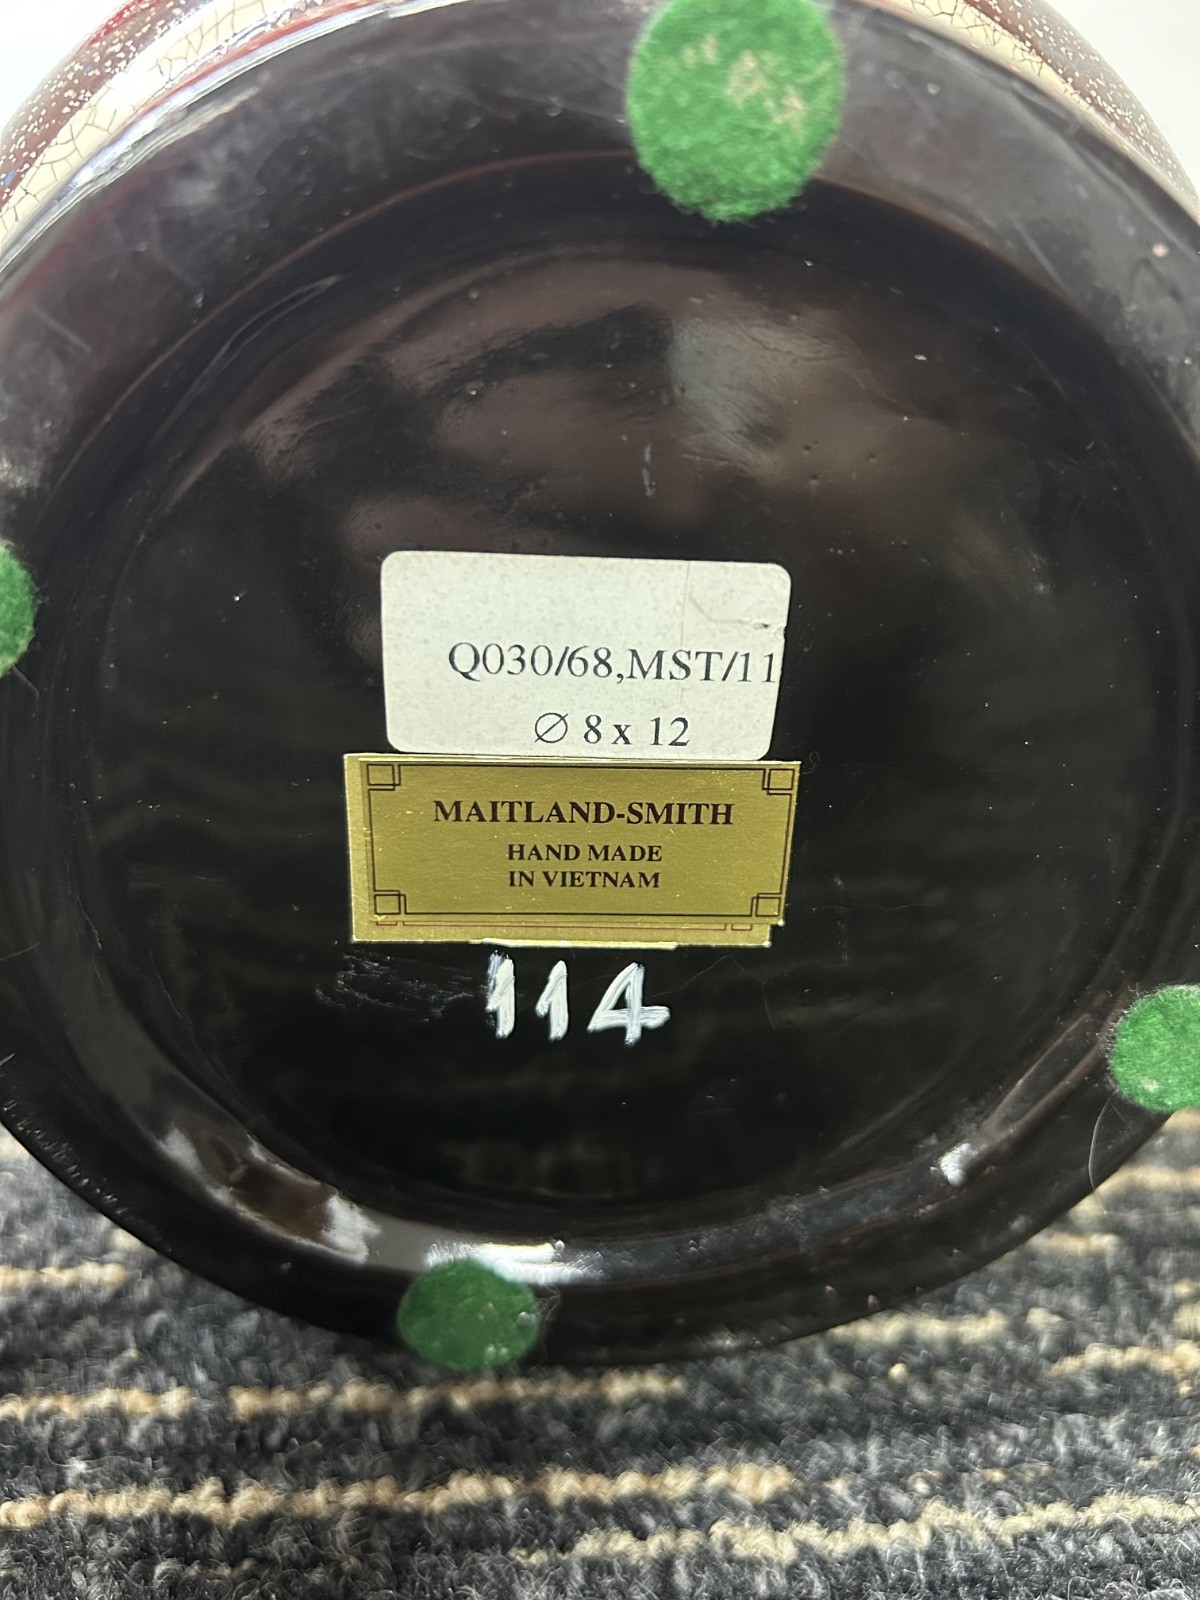 Q030/68,MST/11
Ø 8 x 12
MAITLAND-SMITH
HAND MADE
IN VIETNAM
114